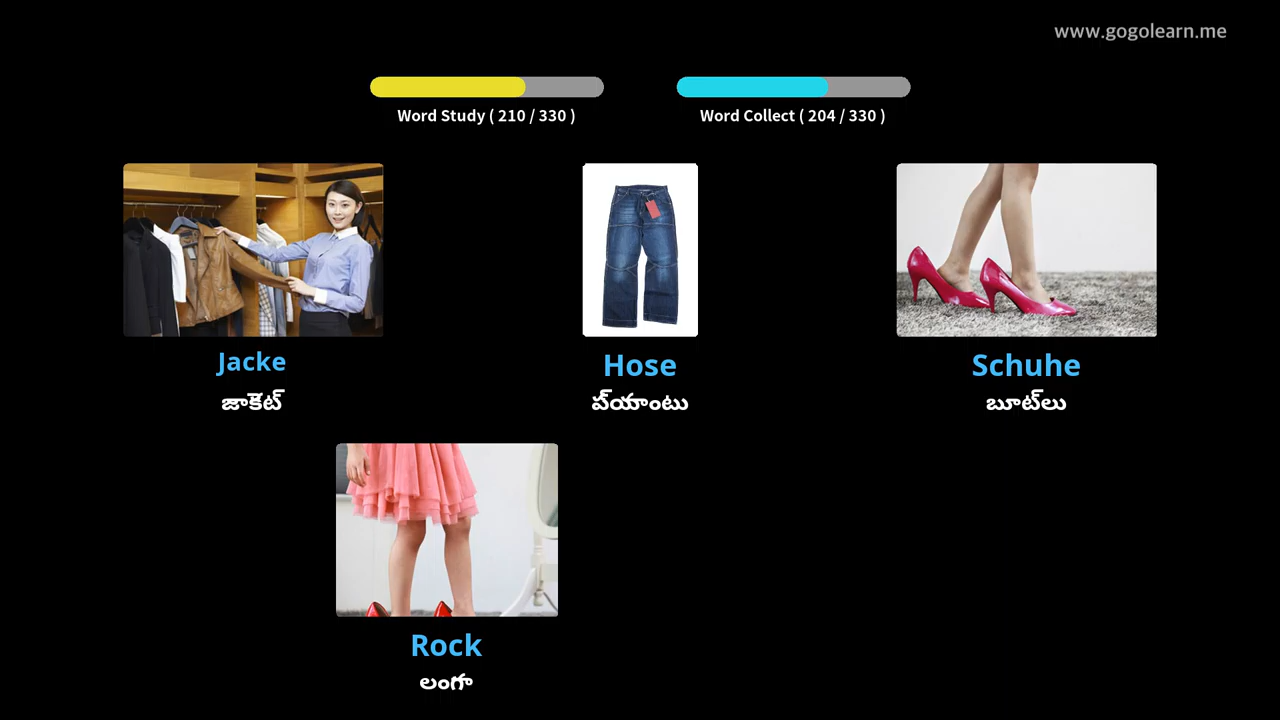 www.gogolearn.me
Word Study ( 210 / 330 )
Word Collect ( 204 / 330 )
Jacke
జాకెట్
Hose
ప్యాంటు
Schuhe
బూట్‌లు
Rock
లంగా